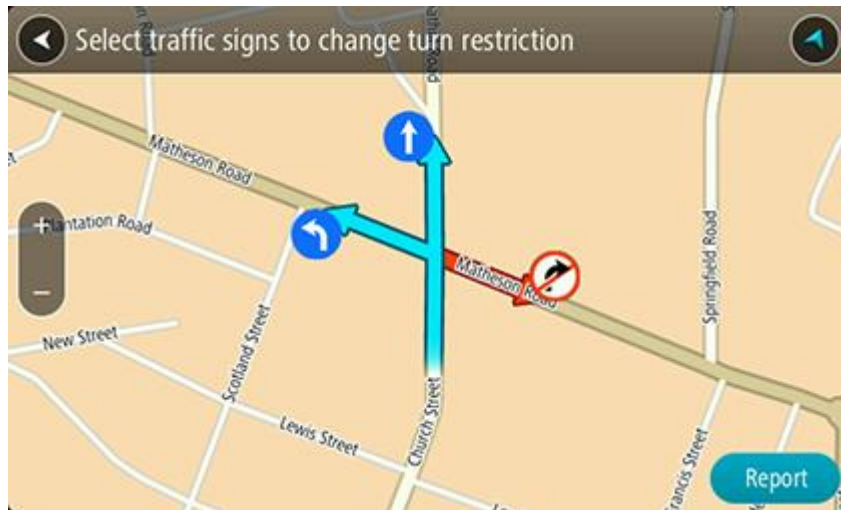 Select traffic signs to change turn restriction
Matheson Road
Plantation Road
Matheson Road
Springfield Road
New Street
Scotland Street
Lewis Street
Church Street
Francis Street
Report